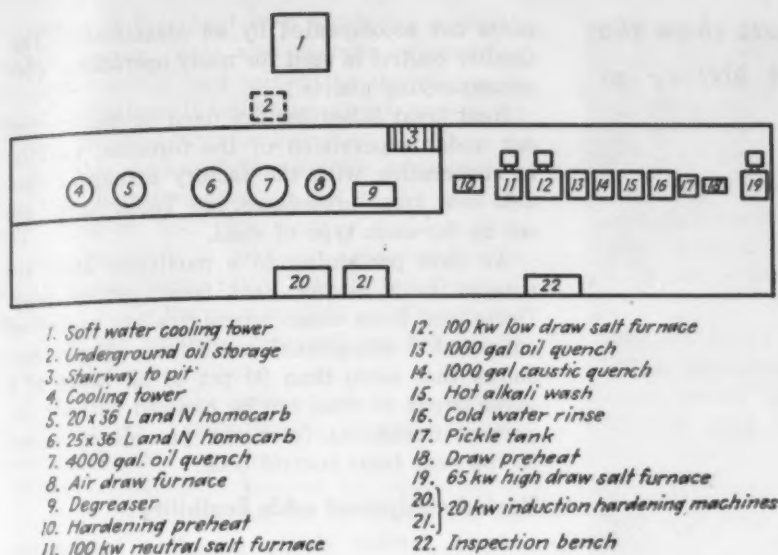 1
2
3
4
5
6
7
8
9
10
11
12
13
14
15
16
17
18
19
20
21
22
1. Soft water cooling tower
2. Underground oil storage
3. Stairway to pit
4. Cooling tower
5. 20 x 36 L and N homocarb
6. 25 x 36 L and N homocarb
7. 4000 gal. oil quench
8. Air draw furnace
9. Degreaser
10. Hardening preheat
11. 100 kw neutral salt furnace
12. 100 kw low draw salt furnace
13. 1000 gal oil quench
14. 1000 gal caustic quench
15. Hot alkali wash
16. Cold water rinse
17. Pickle tank
18. Draw preheat
19. 65 kw high draw salt furnace
20.
21.} 20 kw induction hardening machines
22. Inspection bench